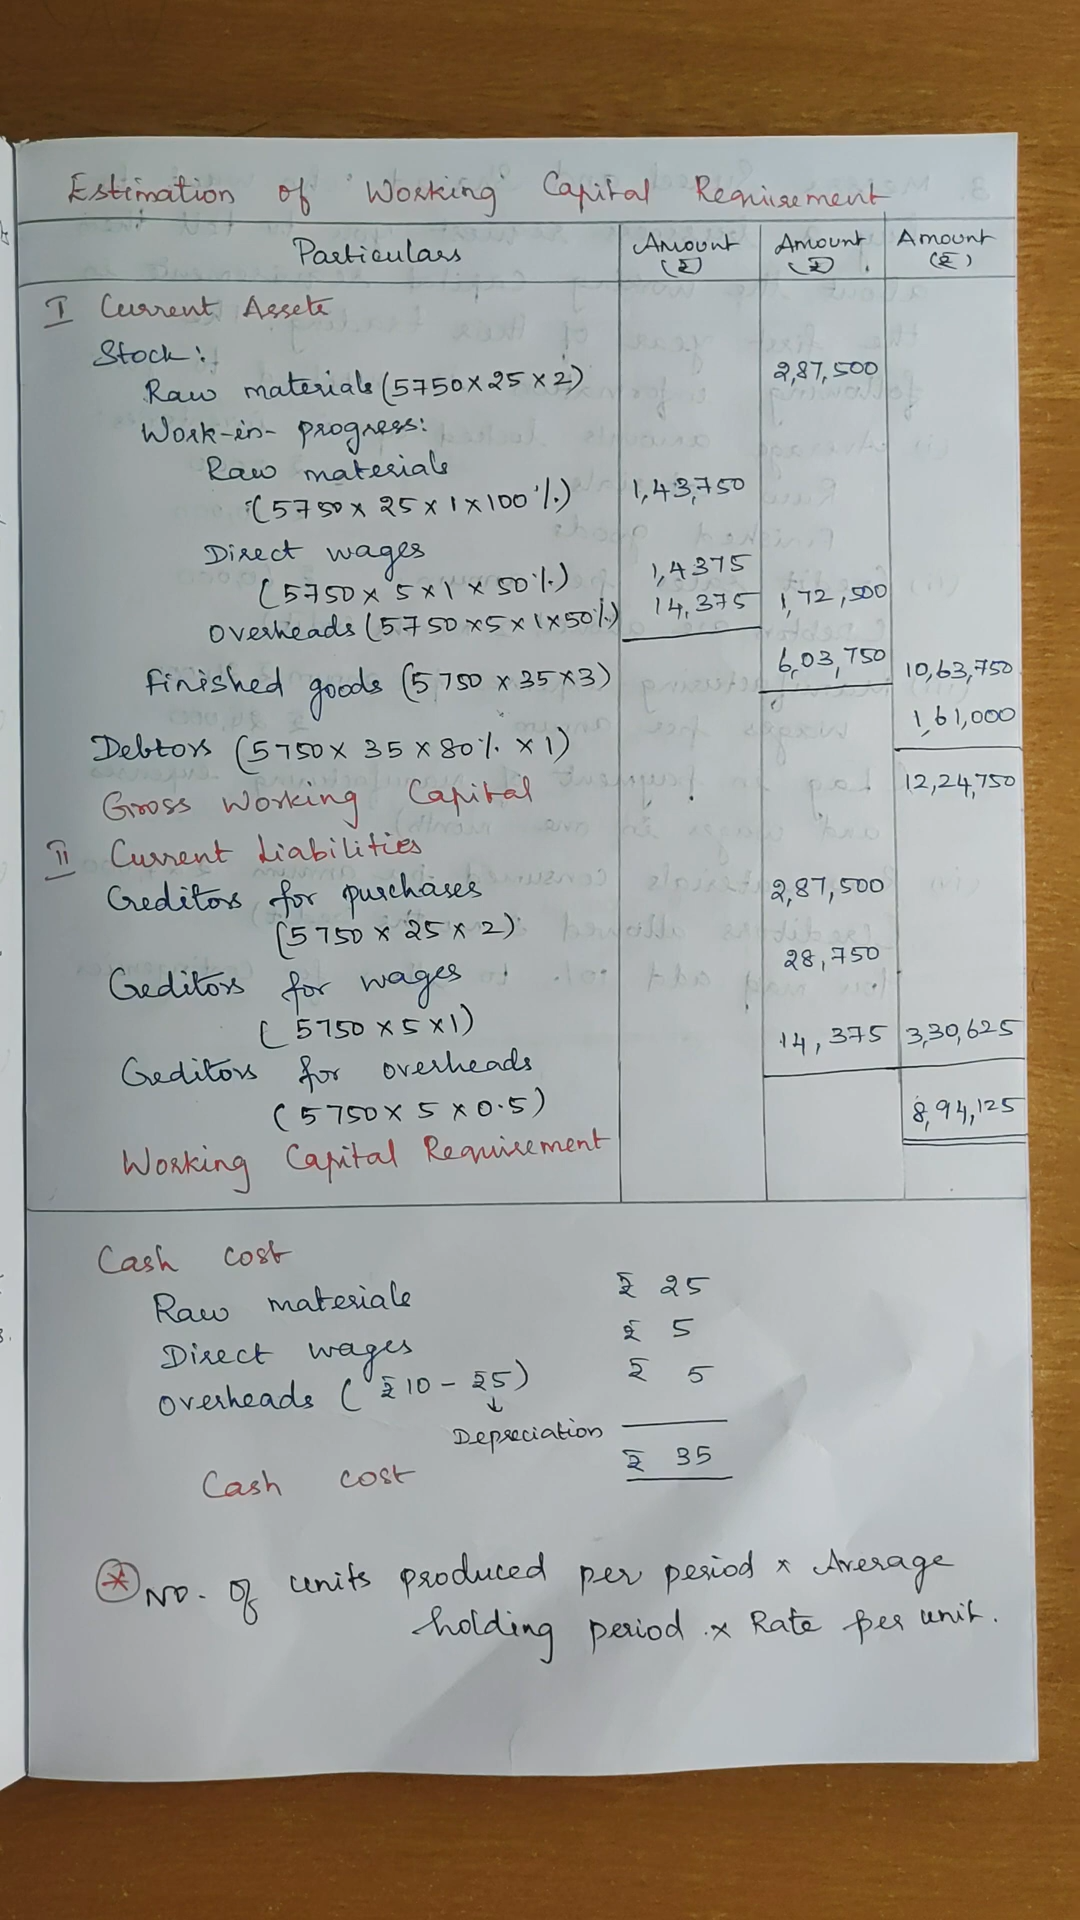 Estimation of Working Capital Requirement
Particulars Amount (₹) Amount (₹) Amount (₹)
I Current Assets
Stock:
Raw materials (5750 x 25 x 2) 2,87,500
Work-in-progress:
Raw materials
(5750 x 25 x 1 x 100%) 1,43,750
Direct wages
(5750 x 5 x 1 x 50%) 1,4375
Overheads (5750 x 5 x 1 x 50%) 14,375 1,72,500
Finished goods (5750 x 35 x 3) 6,03,750 10,63,750
Debtors (5750 x 35 x 80% x 1) 1,61,000
Gross Working Capital 12,24,750
II Current Liabilities
Creditors for purchases 2,87,500
(5750 x 25 x 2)
Creditors for wages 28,750
(5750 x 5 x 1)
Creditors for overheads 14,375 3,30,625
(5750 x 5 x 0.5)
Working Capital Requirement 8,94,125
Cash cost
Raw materials ₹ 25
Direct wages ₹ 5
Overheads (₹10 - ₹5) ₹ 5
↓
Depreciation
Cash cost ₹ 35
* No. of units produced per period x Average
holding period x Rate per unit.